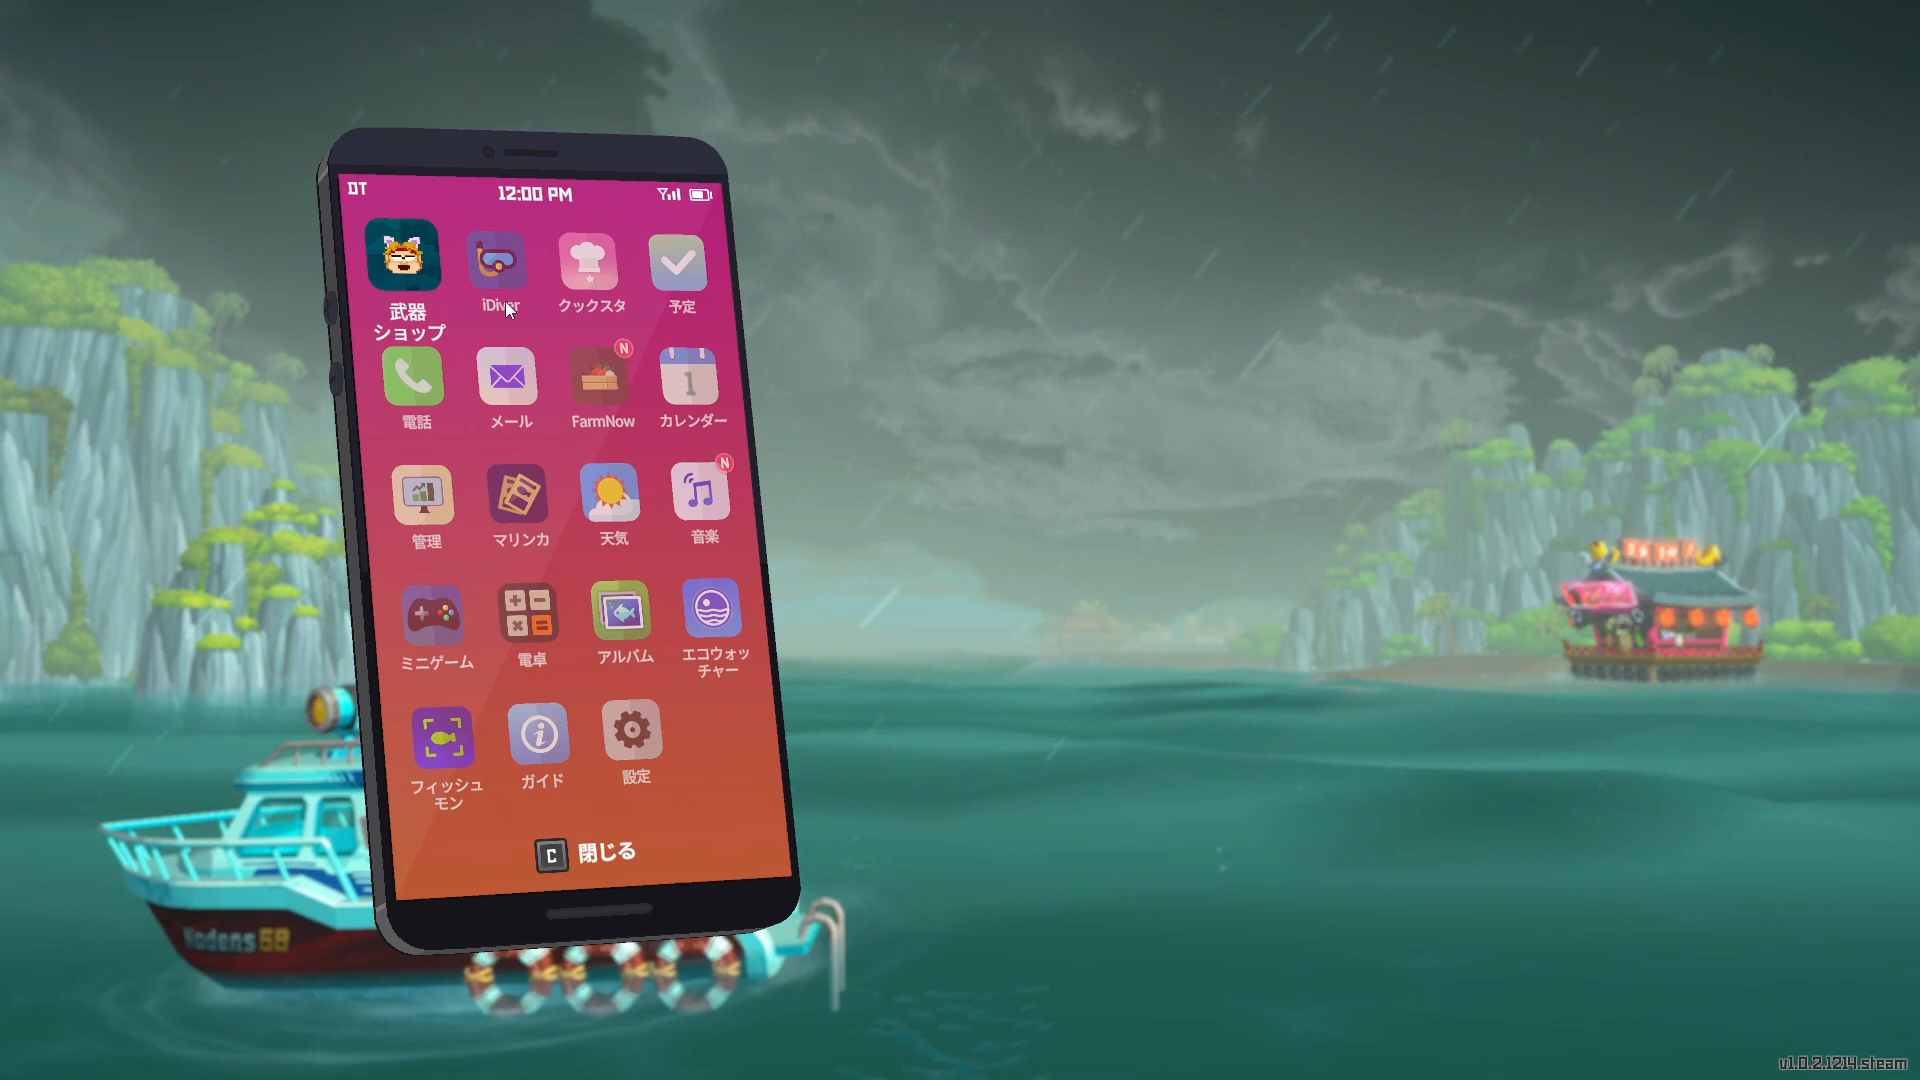 DT
12:00 PM
武器
ショップ
iDiver
クックスタ
予定
電話
メール
N
FarmNow
カレンダー
1
管理
マリンカ
天気
N
音楽
ミニゲーム
電卓
アルバム
エコウォッ
チャー
フィッシュ
モン
ガイド
設定
C 閉じる
Nodens58
v1.0.2.1214.steam